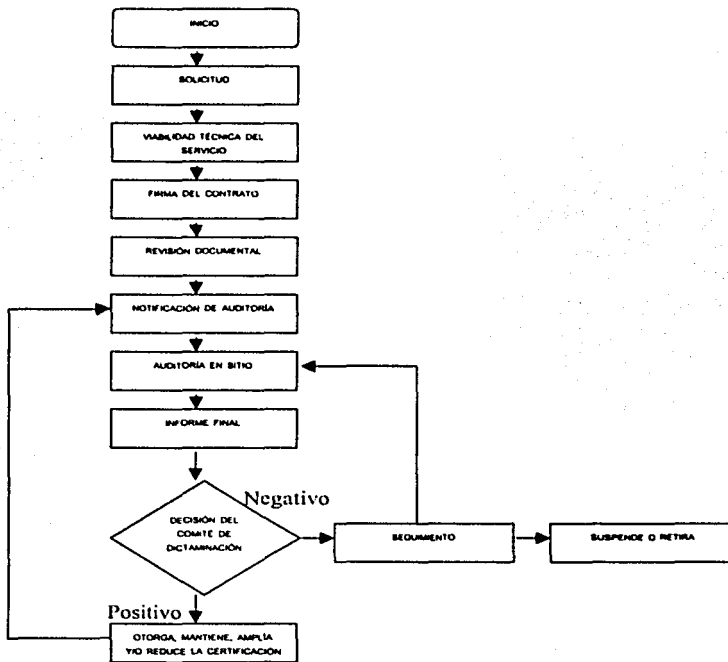 INICIO
SOLICITUD
VIABILIDAD TÉCNICA DEL
SERVICIO
FIRMA DEL CONTRATO
REVISIÓN DOCUMENTAL
NOTIFICACIÓN DE AUDITORÍA
AUDITORÍA EN SITIO
INFORME FINAL
Negativo
DECISIÓN DEL
COMITÉ DE
DICTAMINACIÓN
SEGUIMIENTO
SUSPENDE O RETIRA
Positivo
OTORGA, MANTIENE, AMPLÍA
Y/O REDUCE LA CERTIFICACIÓN